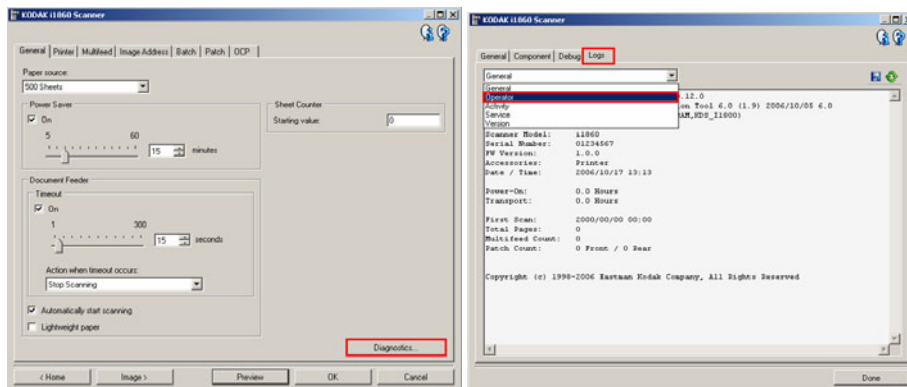 KODAK i1860 Scanner
General Printer Multifeed Image Address Batch Patch OCP
Paper source:
500 Sheets
Power Saver
On
5 60
15 minutes
Sheet Counter
Starting value: 0
Document Feeder
Timeout
On
1 300
15 seconds
Action when timeout occurs:
Stop Scanning
Automatically start scanning
Lightweight paper
Diagnostics...
< Home Image > Preview OK Cancel
KODAK i1860 Scanner
General Component Debug Logs
General
General
Operator
Activity
Service
Version
.12.0
on Tool 6.0 (1.9) 2006/10/05 6.0
RAM,KDS_I1800)
Scanner Model: i1860
Serial Number: 01234567
FW Version: 1.0.0
Accessories: Printer
Date / Time: 2006/10/17 13:13
Power-On: 0.0 Hours
Transport: 0.0 Hours
First Scan: 2000/00/00 00:00
Total Pages: 0
Multifeed Count: 0
Patch Count: 0 Front / 0 Rear
Copyright (c) 1998-2006 Eastman Kodak Company, All Rights Reserved
Done